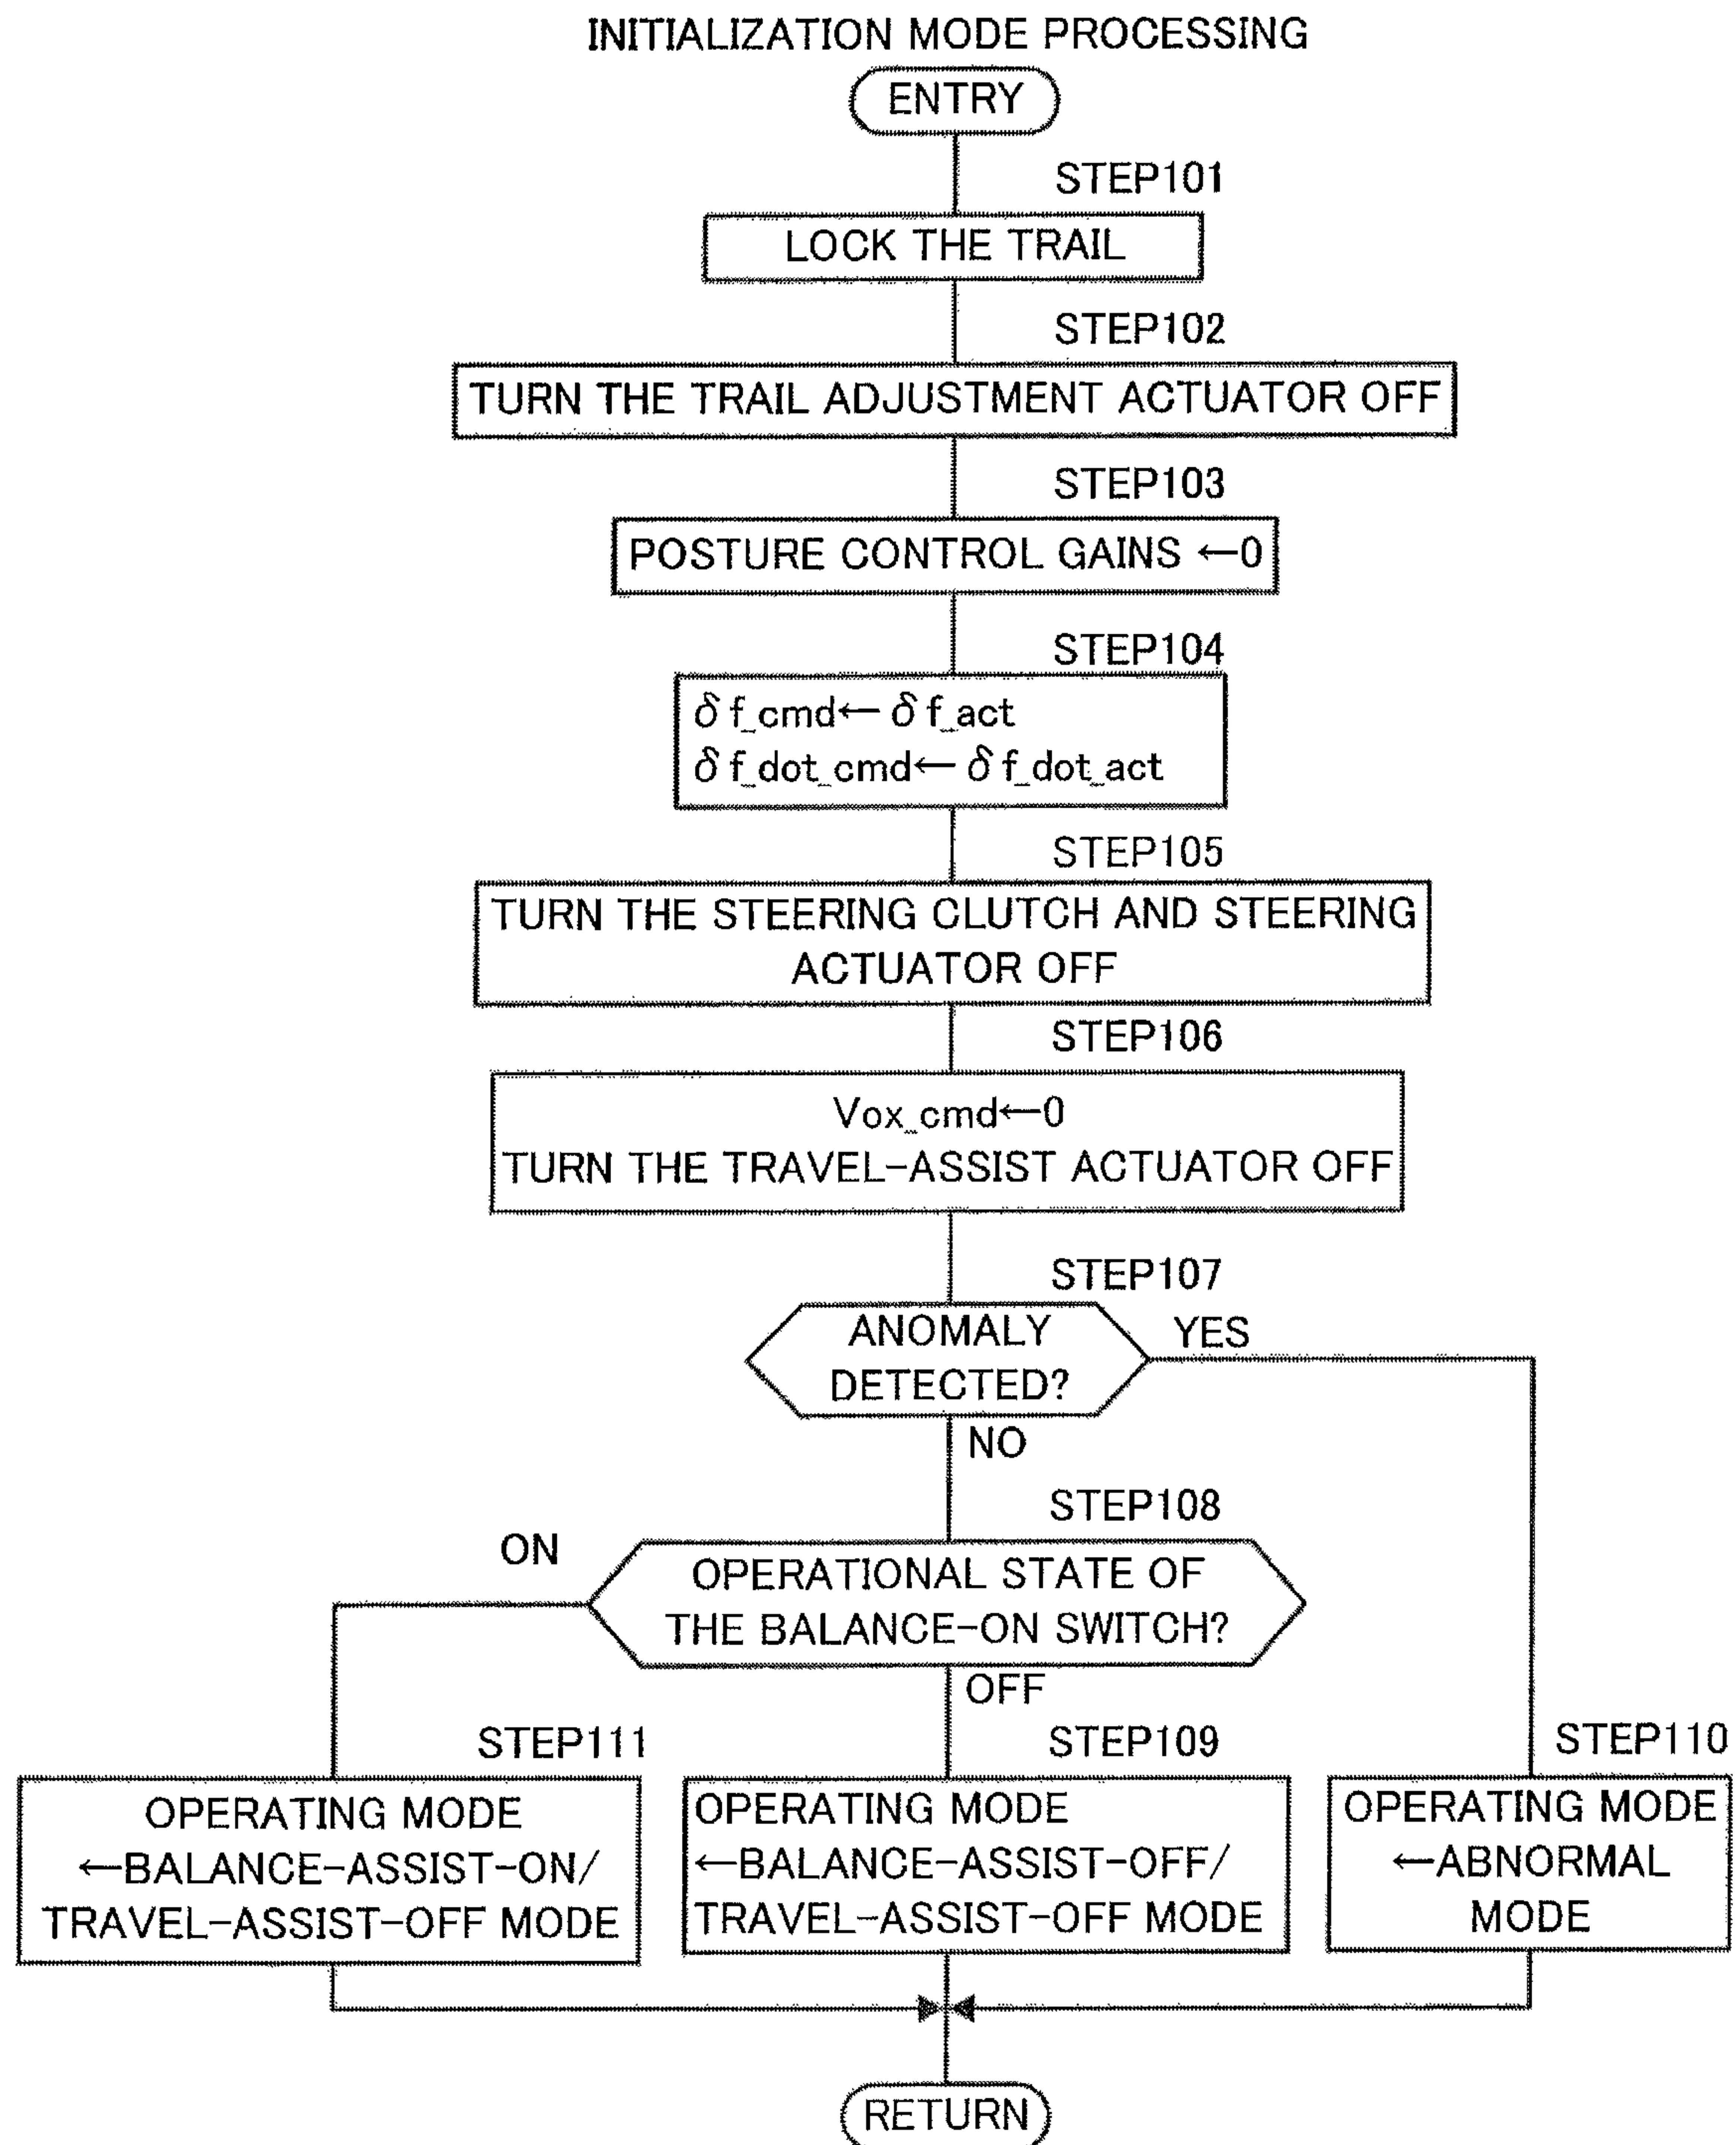 INITIALIZATION MODE PROCESSING
ENTRY
STEP101
LOCK THE TRAIL
STEP102
TURN THE TRAIL ADJUSTMENT ACTUATOR OFF
STEP103
POSTURE CONTROL GAINS ←0
STEP104
δ f_cmd← δ f_act
δ f_dot_cmd← δ f_dot_act
STEP105
TURN THE STEERING CLUTCH AND STEERING
ACTUATOR OFF
STEP106
Vox_cmd←0
TURN THE TRAVEL-ASSIST ACTUATOR OFF
STEP107
ANOMALY
DETECTED?
YES
NO
STEP108
ON
OPERATIONAL STATE OF
THE BALANCE-ON SWITCH?
OFF
STEP111
OPERATING MODE
←BALANCE-ASSIST-ON/
TRAVEL-ASSIST-OFF MODE
STEP109
OPERATING MODE
←BALANCE-ASSIST-OFF/
TRAVEL-ASSIST-OFF MODE
STEP110
OPERATING MODE
←ABNORMAL
MODE
RETURN